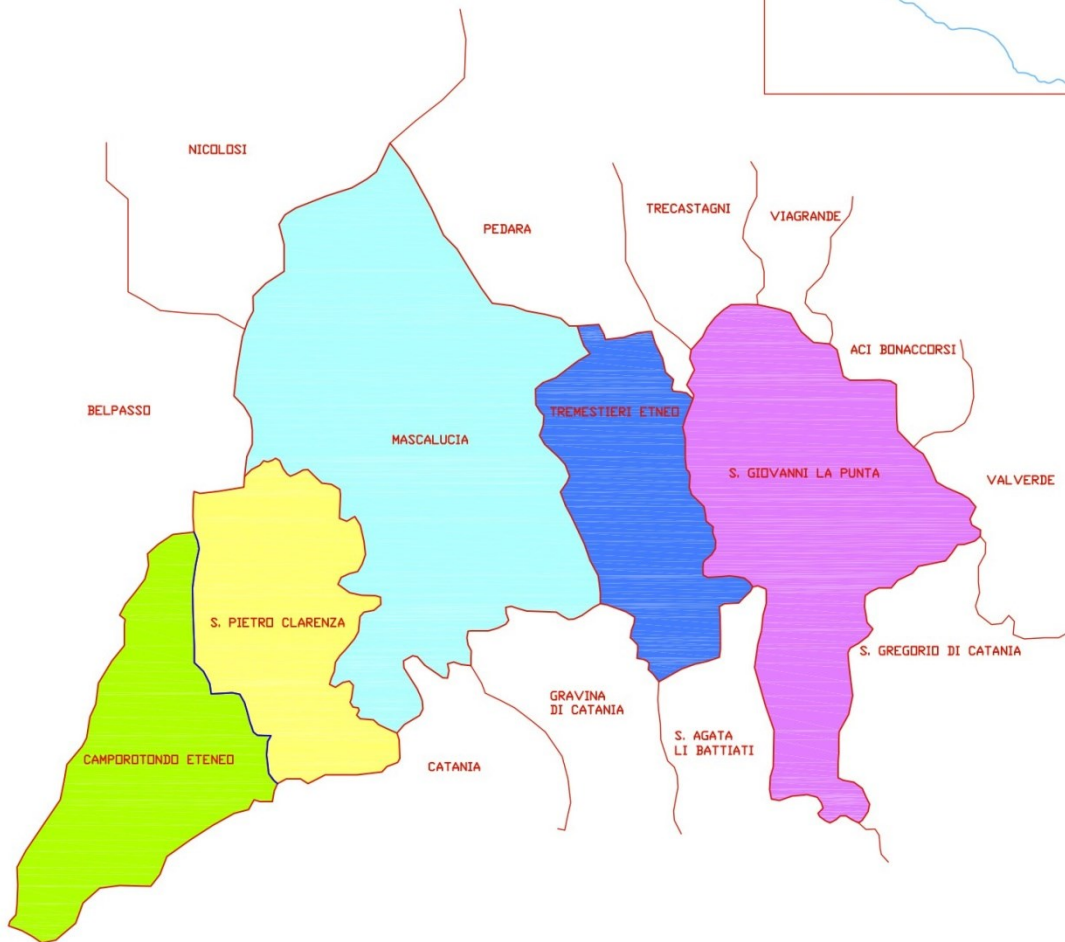 NICOLOSI
TRECASTAGNI
VIAGRANDE
PEDARA
ACI BONACCORSI
BELPASSO
TREMESTIERI ETNEO
MASCALUCIA
S. GIOVANNI LA PUNTA
VALVERDE
S. PIETRO CLARENZA
S. GREGORIO DI CATANIA
GRAVINA
DI CATANIA
S. AGATA
LI BATTIATI
CAMPOROTONDO ETENEO
CATANIA